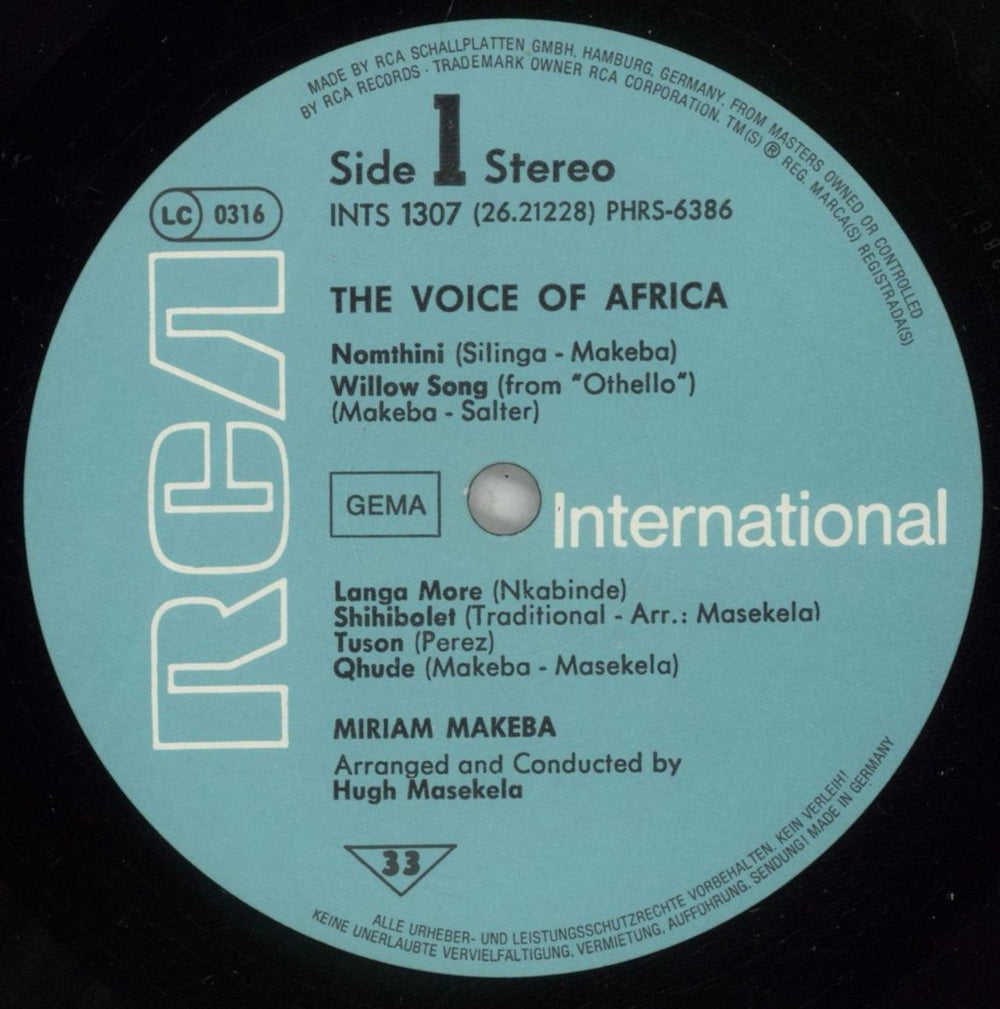 MADE BY RCA SCHALLPLATTEN GMBH, HAMBURG, GERMANY, FROM MASTERS OWNED OR CONTROLLED
BY RCA RECORDS · TRADEMARK OWNER RCA CORPORATION. TM(S) ® REG. MARCA(S) REGISTRADA(S)
Side 1 Stereo
LC 0316
INTS 1307 (26.21228) PHRS-6386
RCA
THE VOICE OF AFRICA
Nomthini (Silinga - Makeba)
Willow Song (from "Othello")
(Makeba - Salter)
GEMA
International
Langa More (Nkabinde)
Shihibolet (Traditional - Arr.: Masekela)
Tuson (Perez)
Qhude (Makeba - Masekela)
MIRIAM MAKEBA
Arranged and Conducted by
Hugh Masekela
33
ALLE URHEBER- UND LEISTUNGSSCHUTZRECHTE VORBEHALTEN. KEIN VERLEIH!
KEINE UNERLAUBTE VERVIELFÄLTIGUNG, VERMIETUNG, AUFFÜHRUNG, SENDUNG! MADE IN GERMANY